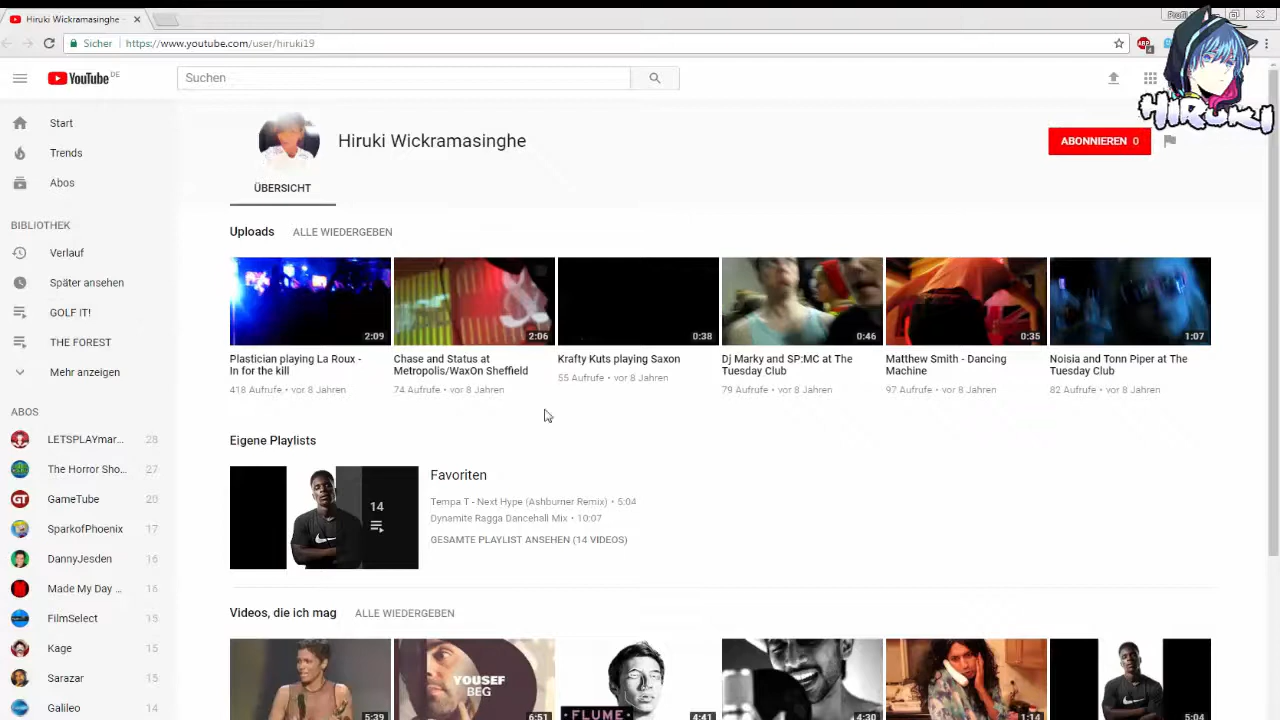 Hiruki Wickramasinghe -
Sicher
https://www.youtube.com/user/hiruki19
ABP
YouTube DE
Suchen
HIRUKI
Start
Trends
Abos
BIBLIOTHEK
Verlauf
Später ansehen
GOLF IT!
THE FOREST
Mehr anzeigen
ABOS
LETSPLAYmar... 28
The Horror Sho... 27
GameTube 20
SparkofPhoenix 17
DannyJesden 16
Made My Day ... 16
FilmSelect 15
Kage 15
Sarazar 15
Galileo 14
Hiruki Wickramasinghe
ABONNIEREN 0
ÜBERSICHT
Uploads ALLE WIEDERGEBEN
2:09
2:06
0:38
0:46
0:35
1:07
Plastician playing La Roux -
In for the kill
418 Aufrufe • vor 8 Jahren
Chase and Status at
Metropolis/WaxOn Sheffield
74 Aufrufe • vor 8 Jahren
Krafty Kuts playing Saxon
55 Aufrufe • vor 8 Jahren
Dj Marky and SP:MC at The
Tuesday Club
79 Aufrufe • vor 8 Jahren
Matthew Smith - Dancing
Machine
97 Aufrufe • vor 8 Jahren
Noisia and Tonn Piper at The
Tuesday Club
82 Aufrufe • vor 8 Jahren
Eigene Playlists
14
Favoriten
Tempa T - Next Hype (Ashburner Remix) • 5:04
Dynamite Ragga Dancehall Mix • 10:07
GESAMTE PLAYLIST ANSEHEN (14 VIDEOS)
Videos, die ich mag ALLE WIEDERGEBEN
YOUSEF
BEG
FLUME
5:39
6:51
4:41
4:30
1:14
5:04